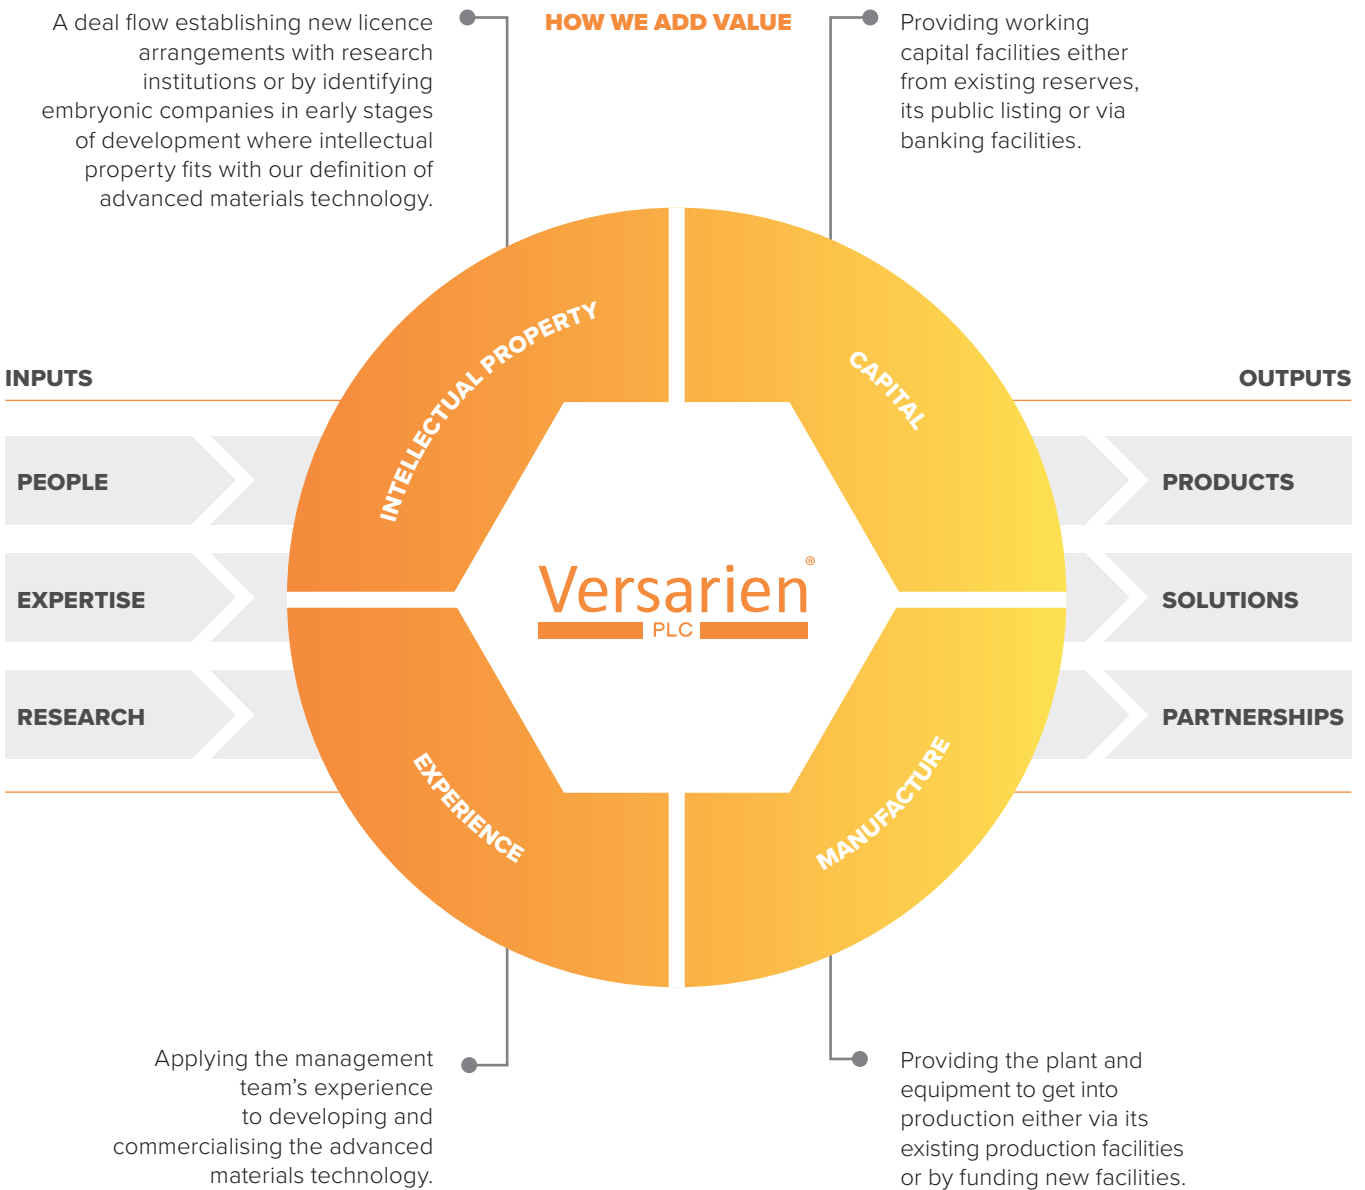 HOW WE ADD VALUE
A deal flow establishing new licence
arrangements with research
institutions or by identifying
embryonic companies in early stages
of development where intellectual
property fits with our definition of
advanced materials technology.
Providing working
capital facilities either
from existing reserves,
its public listing or via
banking facilities.
INTELLECTUAL PROPERTY
CAPITAL
INPUTS
PEOPLE
EXPERTISE
RESEARCH
Versarien®
PLC
OUTPUTS
PRODUCTS
SOLUTIONS
PARTNERSHIPS
EXPERIENCE
MANUFACTURE
Applying the management
team’s experience
to developing and
commercialising the advanced
materials technology.
Providing the plant and
equipment to get into
production either via its
existing production facilities
or by funding new facilities.